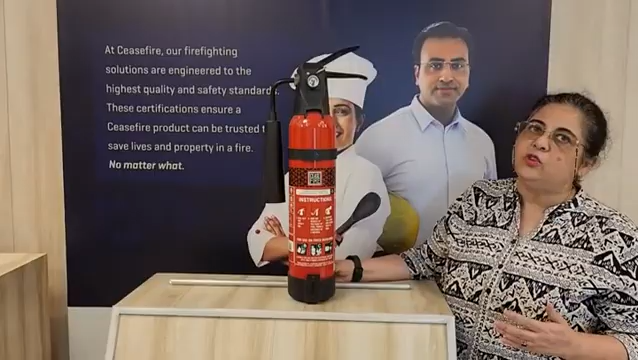 At Ceasefire, our firefighting
solutions are engineered to the
highest quality and safety standard
These certifications ensure a
Ceasefire product can be trusted t
save lives and property in a fire.
No matter what.
INSTRUCTIONS